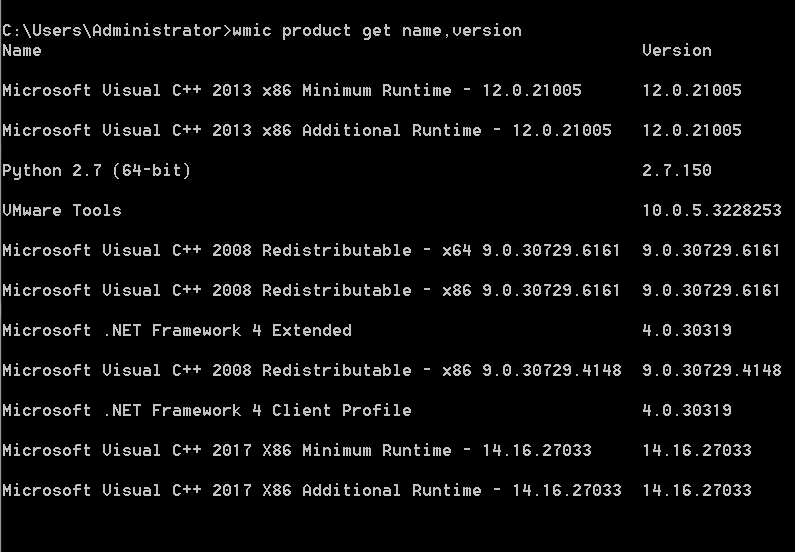 C:\Users\Administrator>wmic product get name,version
Name Version
Microsoft Visual C++ 2013 x86 Minimum Runtime - 12.0.21005 12.0.21005
Microsoft Visual C++ 2013 x86 Additional Runtime - 12.0.21005 12.0.21005
Python 2.7 (64-bit) 2.7.150
VMware Tools 10.0.5.3228253
Microsoft Visual C++ 2008 Redistributable - x64 9.0.30729.6161 9.0.30729.6161
Microsoft Visual C++ 2008 Redistributable - x86 9.0.30729.6161 9.0.30729.6161
Microsoft .NET Framework 4 Extended 4.0.30319
Microsoft Visual C++ 2008 Redistributable - x86 9.0.30729.4148 9.0.30729.4148
Microsoft .NET Framework 4 Client Profile 4.0.30319
Microsoft Visual C++ 2017 X86 Minimum Runtime - 14.16.27033 14.16.27033
Microsoft Visual C++ 2017 X86 Additional Runtime - 14.16.27033 14.16.27033